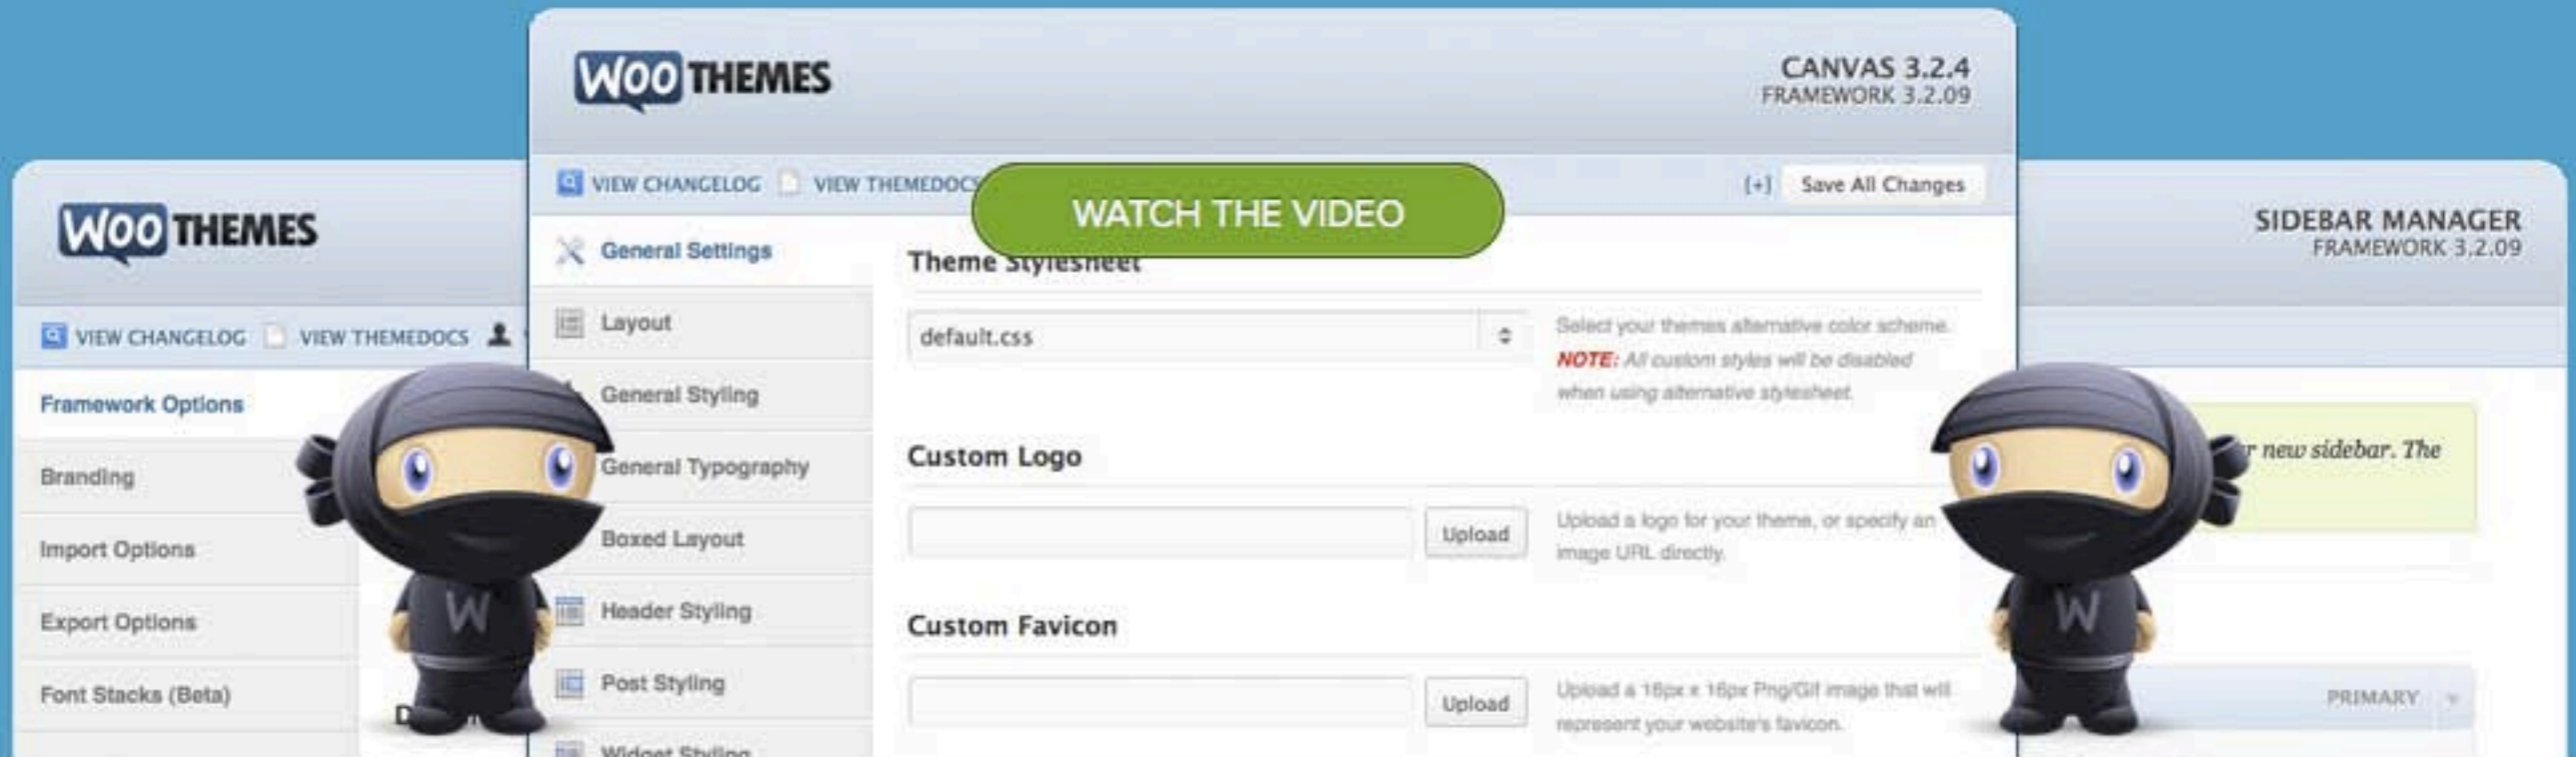 WOO THEMES
VIEW CHANGELOG VIEW THEMEDOCS
Framework Options
Branding
Import Options
Export Options
Font Stacks (Beta)
WOO THEMES
CANVAS 3.2.4
FRAMEWORK 3.2.09
VIEW CHANGELOG VIEW THEMEDOCS
WATCH THE VIDEO
[+] Save All Changes
General Settings
Layout
General Styling
General Typography
Boxed Layout
Header Styling
Post Styling
Widget Styling
Theme Stylesheet
default.css
Select your themes alternative color scheme.
NOTE: All custom styles will be disabled
when using alternative stylesheet.
Custom Logo
Upload
Upload a logo for your theme, or specify an
image URL directly.
Custom Favicon
Upload
Upload a 16px x 16px Png/Gif image that will
represent your website's favicon.
SIDEBAR MANAGER
FRAMEWORK 3.2.09
new sidebar. The
PRIMARY
W
W